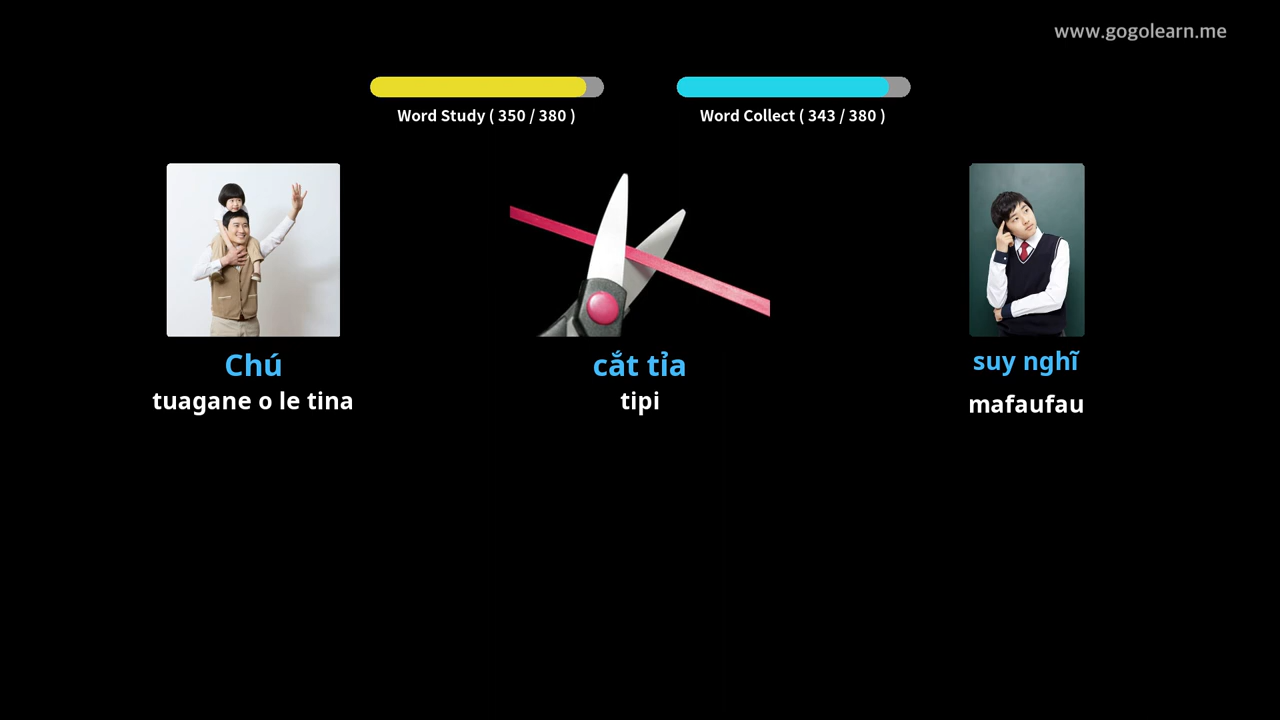 www.gogolearn.me
Word Study ( 350 / 380 )
Word Collect ( 343 / 380 )
Chú
tuagane o le tina
cắt tỉa
tipi
suy nghĩ
mafaufau